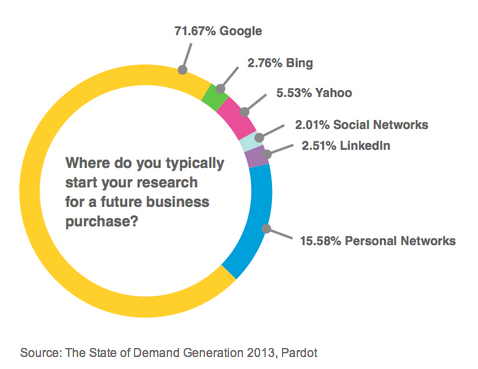 71.67% Google
2.76% Bing
5.53% Yahoo
2.01% Social Networks
2.51% LinkedIn
Where do you typically
start your research
for a future business
purchase?
15.58% Personal Networks
Source: The State of Demand Generation 2013, Pardot